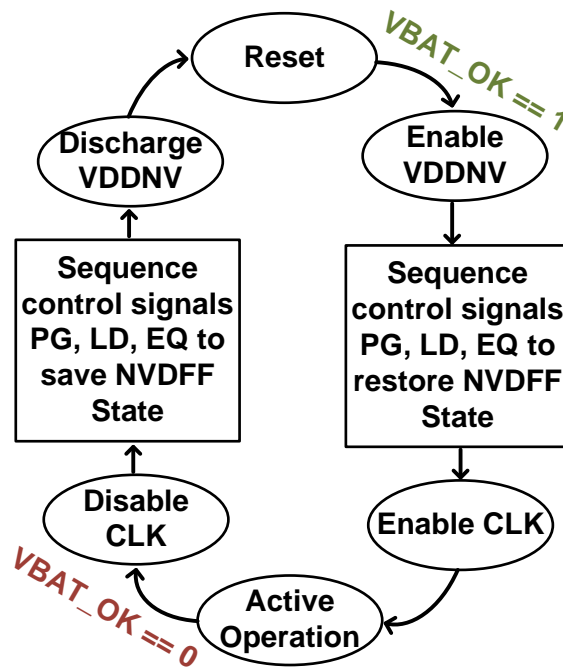 Reset
VBAT_OK == 1
Enable
VDDNV
Sequence
control signals
PG, LD, EQ to
restore NVDFF
State
Enable CLK
Active
Operation
VBAT_OK == 0
Disable
CLK
Sequence
control signals
PG, LD, EQ to
save NVDFF
State
Discharge
VDDNV